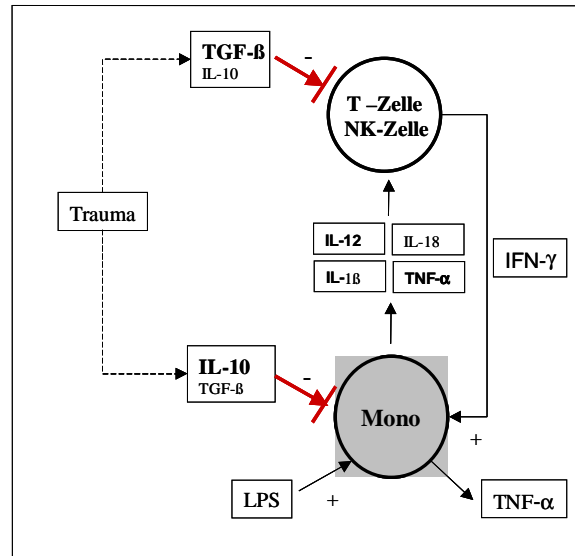 TGF-ß
IL-10
-
T –Zelle
NK-Zelle
Trauma
IL-12
IL-18
IL-1ß
TNF-α
IFN-γ
IL-10
TGF-ß
-
Mono
+
LPS
+
TNF-α